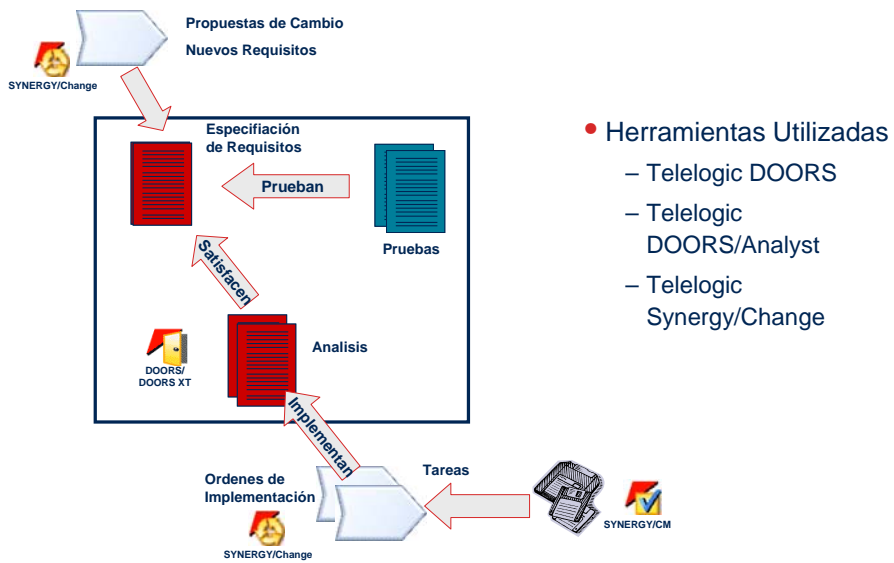 Propuestas de Cambio
Nuevos Requisitos
SYNERGY/Change
Especifiación
de Requisitos
Prueban
Pruebas
Satisfacen
Analisis
DOORS/
DOORS XT
Implementan
Ordenes de
Implementación
Tareas
SYNERGY/Change
SYNERGY/CM
• Herramientas Utilizadas
– Telelogic DOORS
– Telelogic
DOORS/Analyst
– Telelogic
Synergy/Change